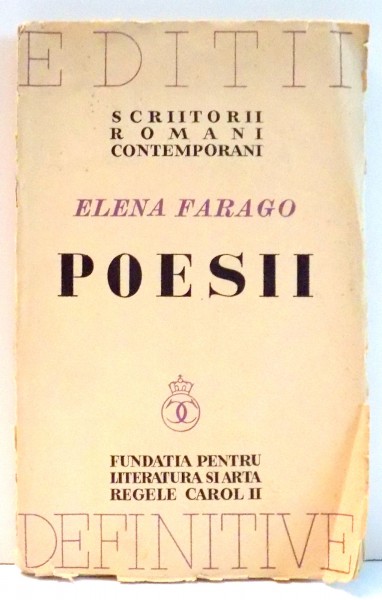 EDITII
SCRIITORII
ROMANI
CONTEMPORANI
ELENA FARAGO
POESII
FUNDATIA PENTRU
LITERATURA SI ARTA
REGELE CAROL II
DEFINITIVE